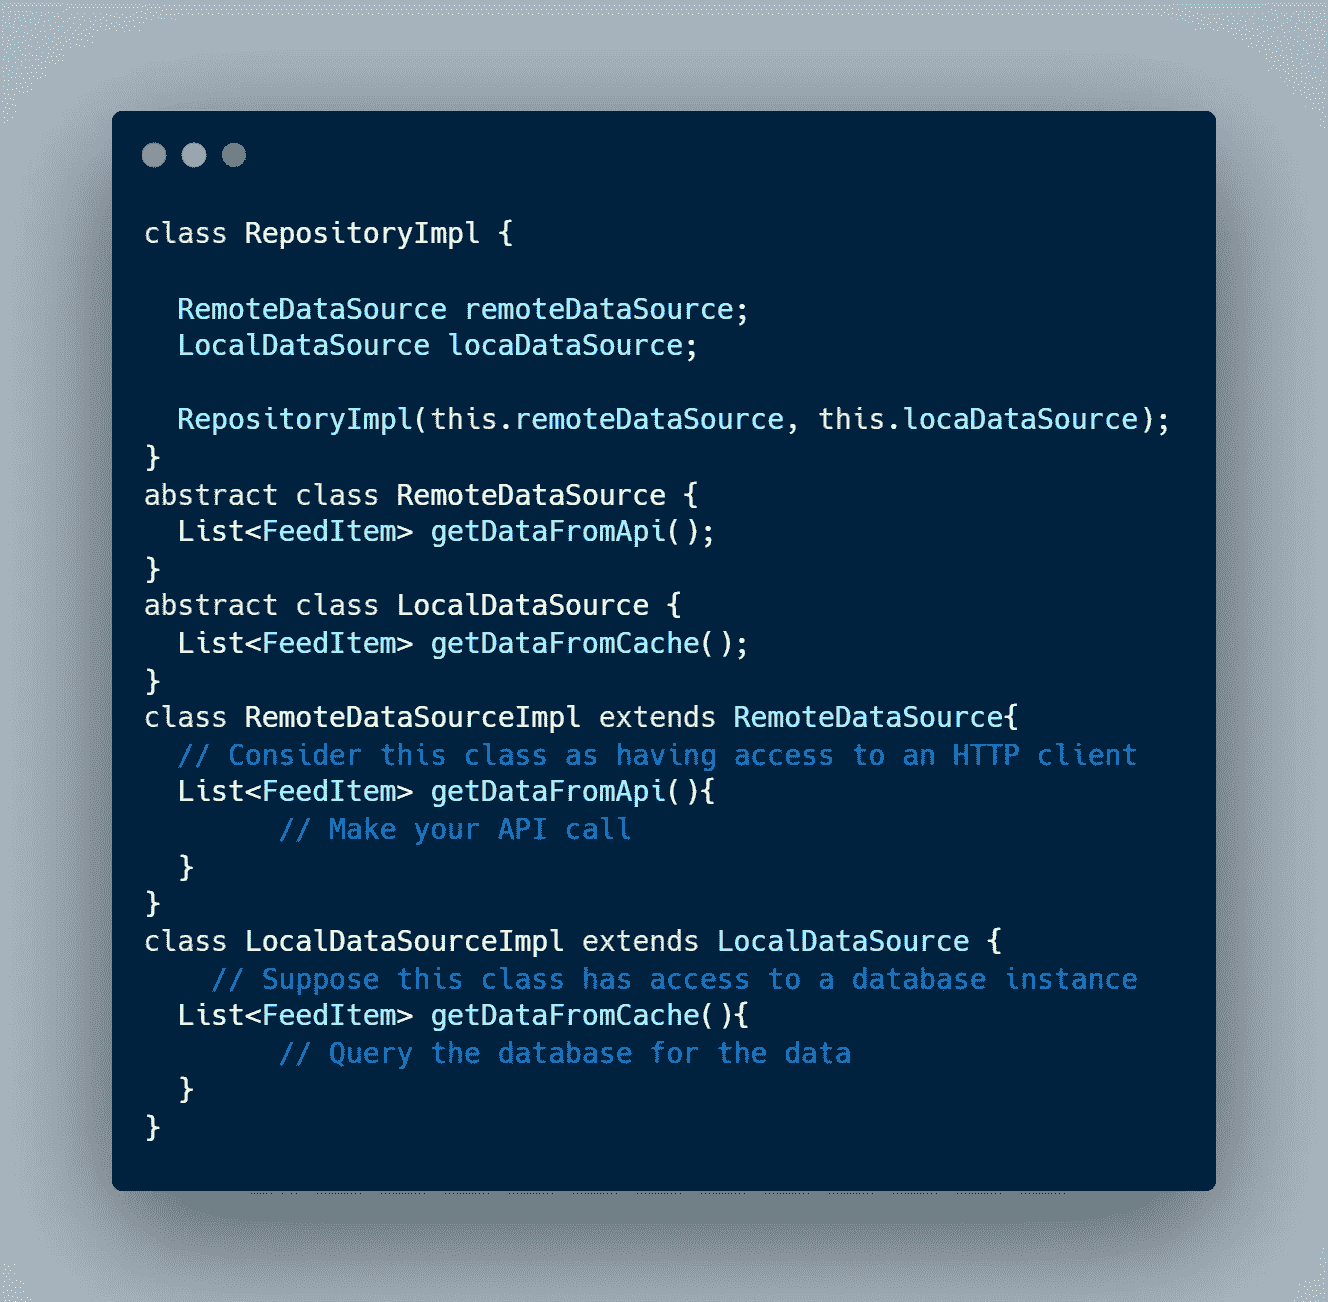 class RepositoryImpl {
RemoteDataSource remoteDataSource;
LocalDataSource locaDataSource;
RepositoryImpl(this.remoteDataSource, this.locaDataSource);
}
abstract class RemoteDataSource {
List<FeedItem> getDataFromApi();
}
abstract class LocalDataSource {
List<FeedItem> getDataFromCache();
}
class RemoteDataSourceImpl extends RemoteDataSource{
// Consider this class as having access to an HTTP client
List<FeedItem> getDataFromApi(){
// Make your API call
}
}
class LocalDataSourceImpl extends LocalDataSource {
// Suppose this class has access to a database instance
List<FeedItem> getDataFromCache(){
// Query the database for the data
}
}